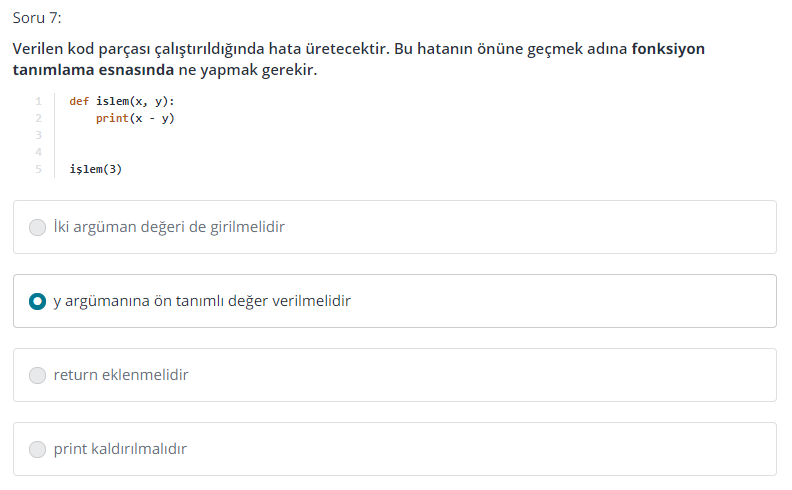 Soru 7:
Verilen kod parçası çalıştırıldığında hata üretecektir. Bu hatanın önüne geçmek adına fonksiyon
tanımlama esnasında ne yapmak gerekir.
1 def islem(x, y):
2 print(x - y)
3
4
5 işlem(3)
İki argüman değeri de girilmelidir
y argümanına ön tanımlı değer verilmelidir
return eklenmelidir
print kaldırılmalıdır